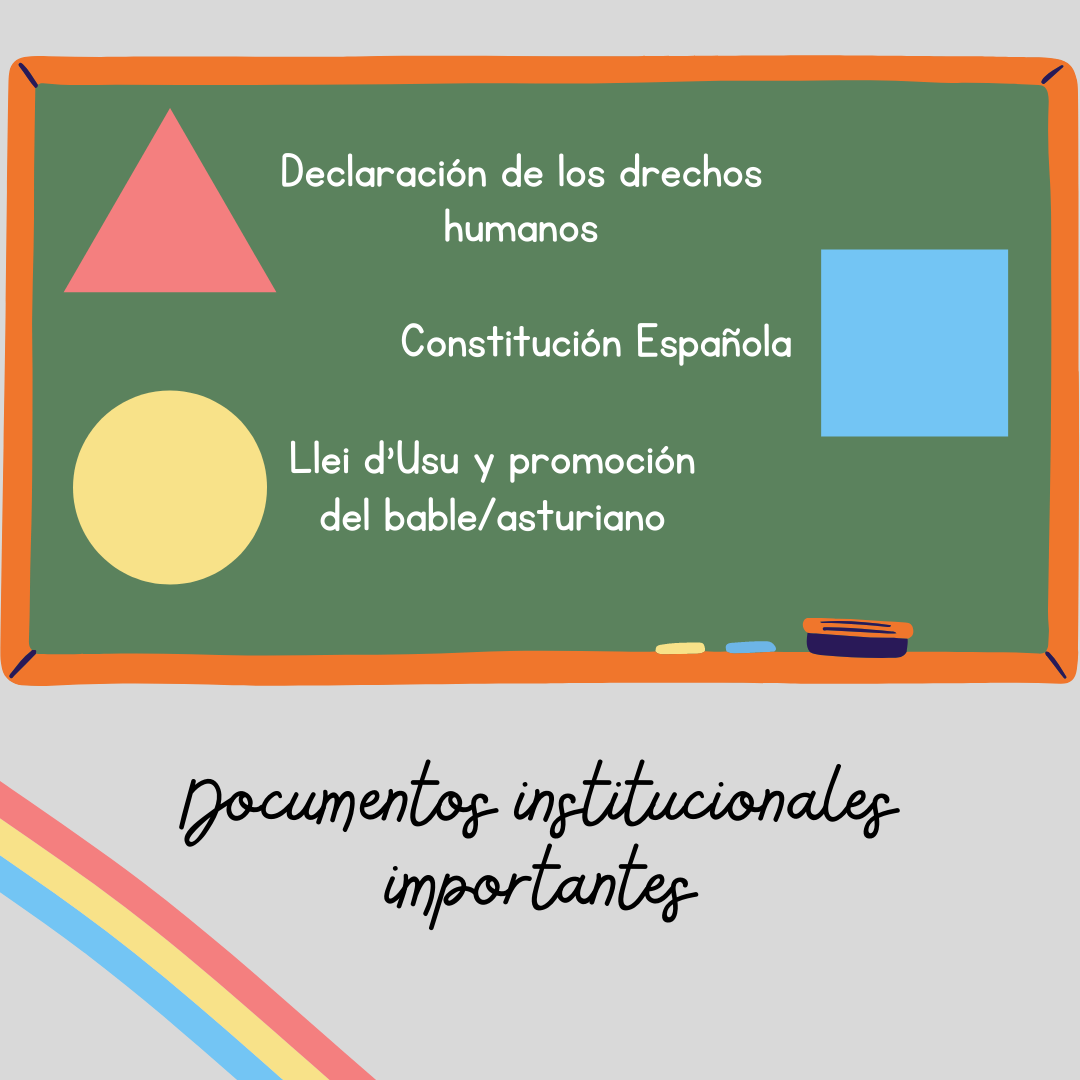 Declaración de los drechos
humanos
Constitución Española
Llei d'Usu y promoción
del bable/asturiano
Documentos institucionales
importantes